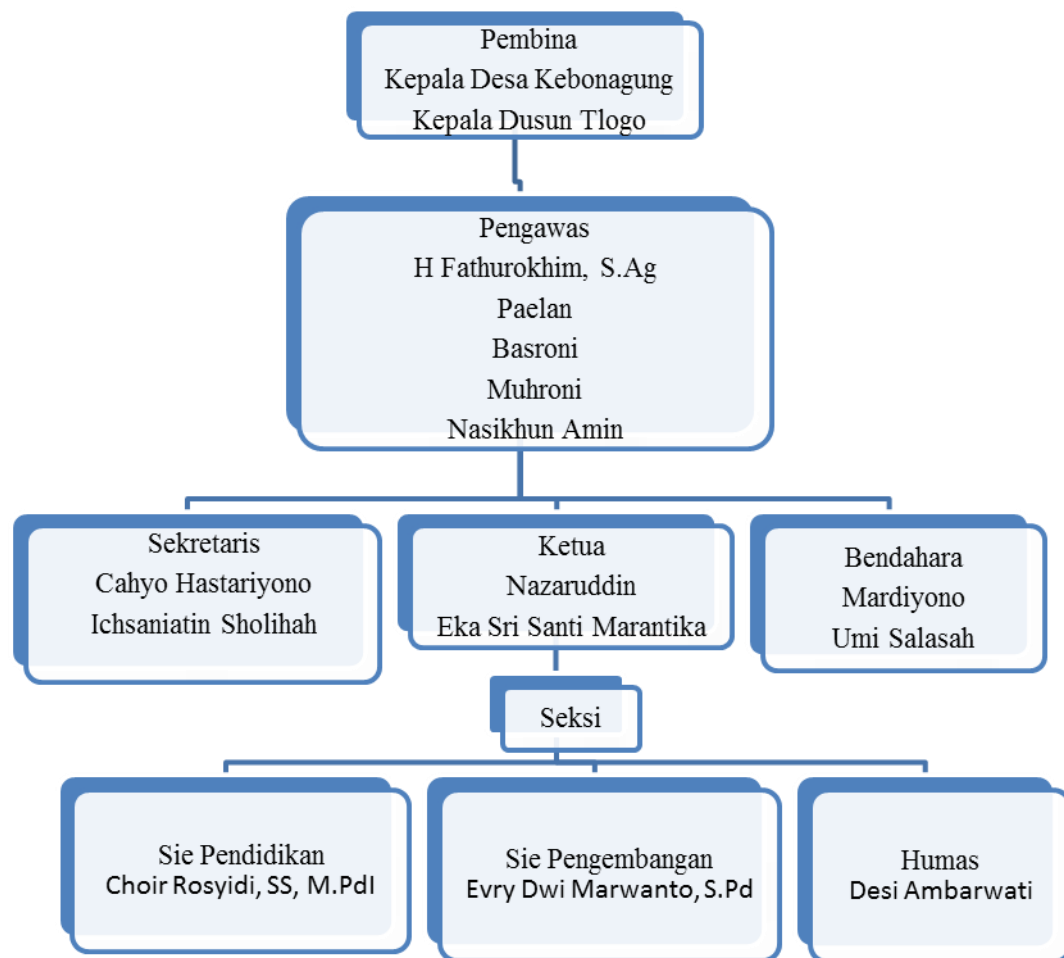 Pembina
Kepala Desa Kebonagung
Kepala Dusun Tlogo
Pengawas
H Fathurokhim, S.Ag
Paelan
Basroni
Muhroni
Nasikhun Amin
Sekretaris
Cahyo Hastariyono
Ichsaniatin Sholihah
Ketua
Nazaruddin
Eka Sri Santi Marantika
Bendahara
Mardiyono
Umi Salasah
Seksi
Sie Pendidikan
Choir Rosyidi, SS, M.PdI
Sie Pengembangan
Evry Dwi Marwanto, S.Pd
Humas
Desi Ambarwati